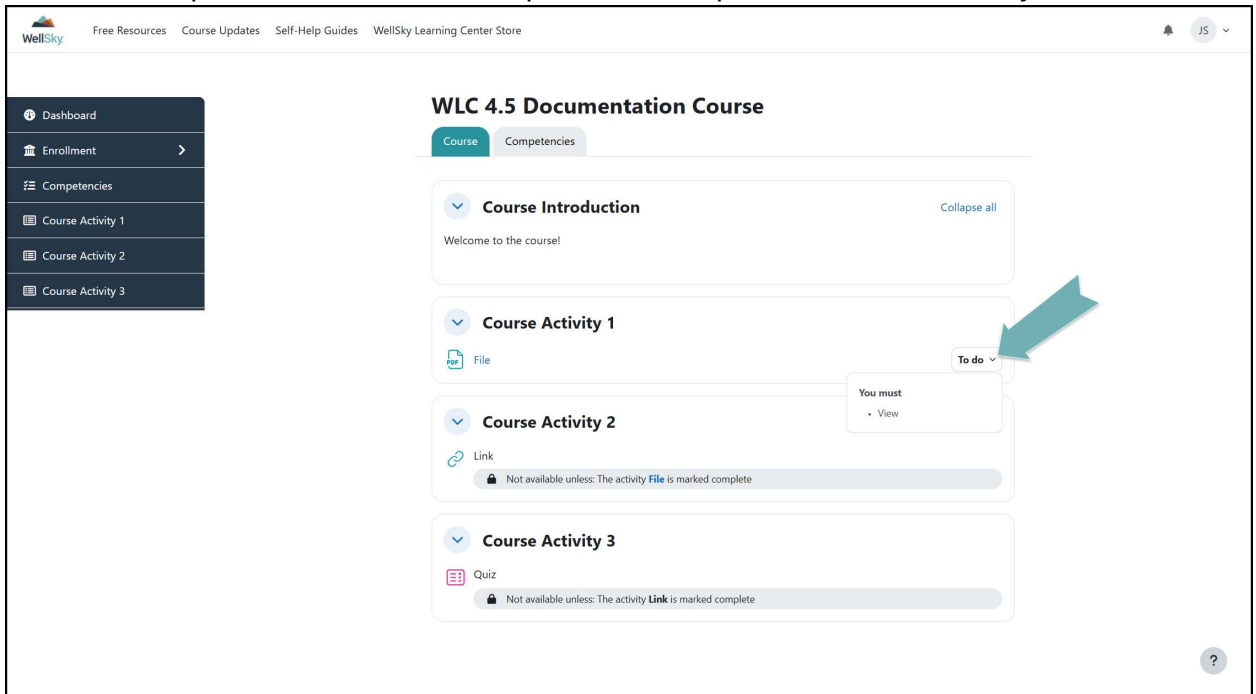 WellSky
Free Resources Course Updates Self-Help Guides WellSky Learning Center Store
JS
Dashboard
Enrollment
Competencies
Course Activity 1
Course Activity 2
Course Activity 3
WLC 4.5 Documentation Course
Course Competencies
Course Introduction
Collapse all
Welcome to the course!
Course Activity 1
PDF File
To do
You must
• View
Course Activity 2
Link
Not available unless: The activity File is marked complete
Course Activity 3
Quiz
Not available unless: The activity Link is marked complete
?